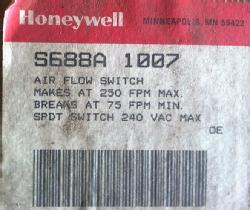 Honeywell
MINNEAPOLIS, MN 55422
S688A 1007
AIR FLOW SWITCH
MAKES AT 250 FPM MAX.
BREAKS AT 75 FPM MIN.
SPDT SWITCH 240 VAC MAX
OE